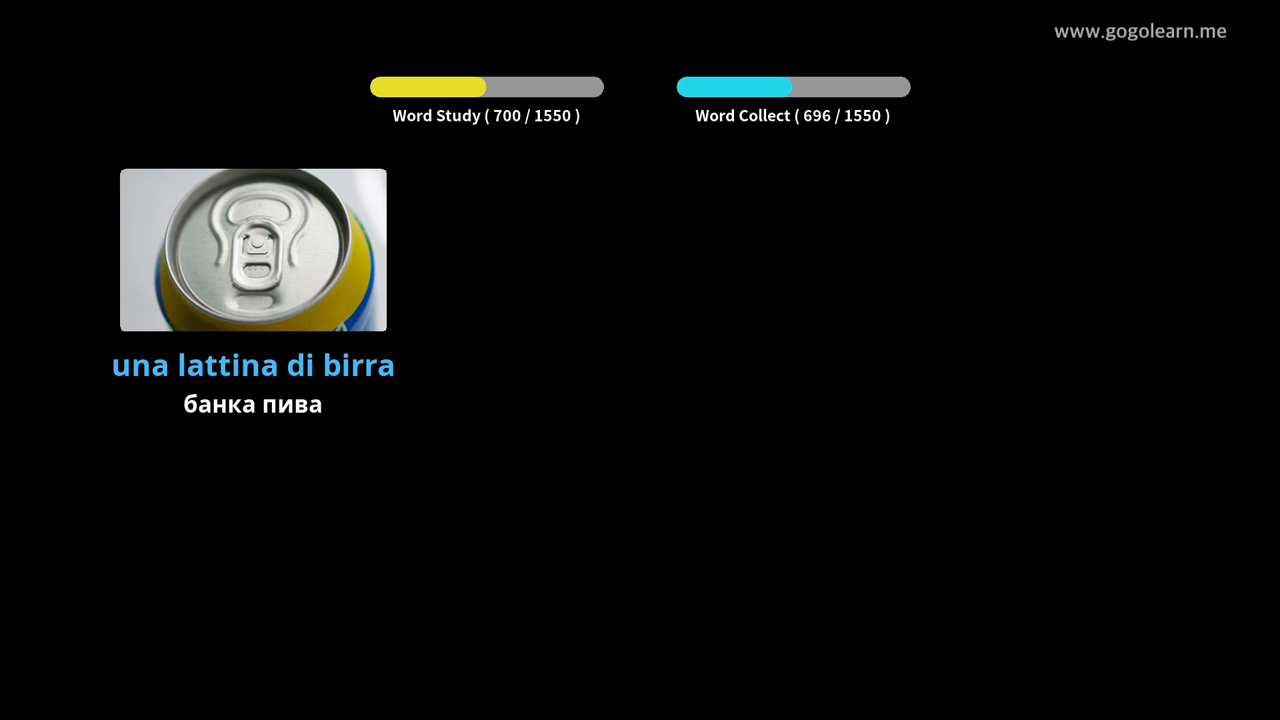 www.gogolearn.me
Word Study ( 700 / 1550 )
Word Collect ( 696 / 1550 )
una lattina di birra
банка пива